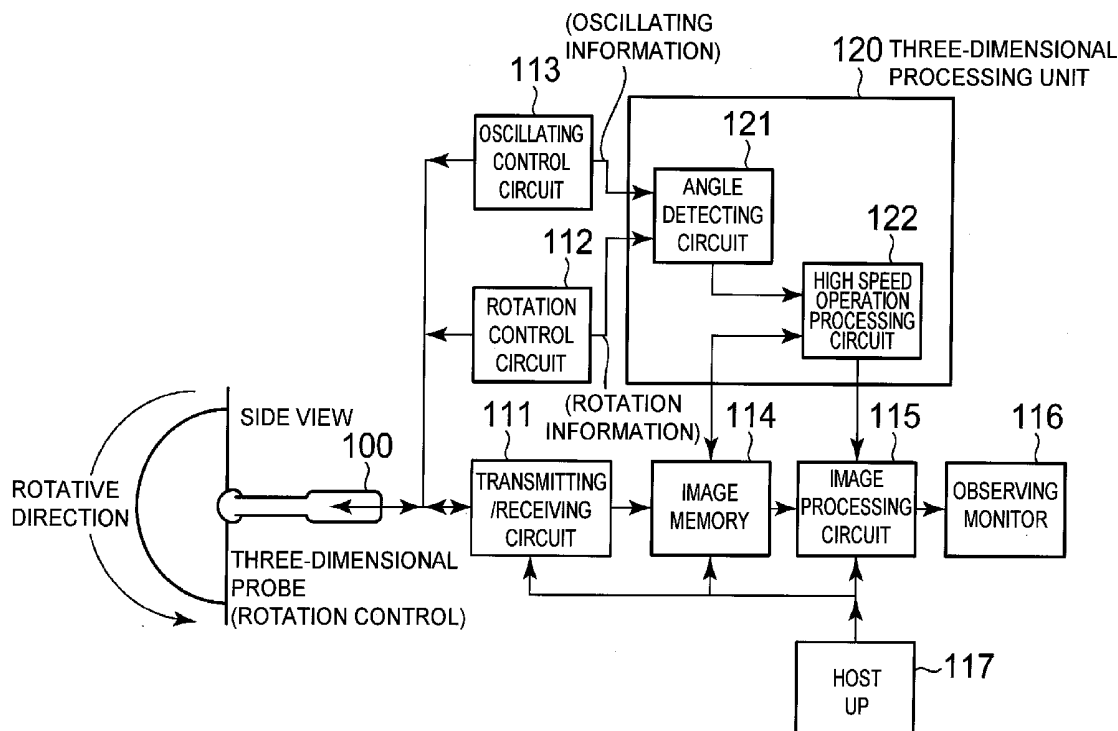 (OSCILLATING
INFORMATION)
120
THREE-DIMENSIONAL
PROCESSING UNIT
113
OSCILLATING
CONTROL
CIRCUIT
121
ANGLE
DETECTING
CIRCUIT
122
HIGH SPEED
OPERATION
PROCESSING
CIRCUIT
112
ROTATION
CONTROL
CIRCUIT
(ROTATION
INFORMATION)
SIDE VIEW
100
ROTATIVE
DIRECTION
THREE-DIMENSIONAL
PROBE
(ROTATION CONTROL)
111
TRANSMITTING
/RECEIVING
CIRCUIT
114
IMAGE
MEMORY
115
IMAGE
PROCESSING
CIRCUIT
116
OBSERVING
MONITOR
HOST
UP
117